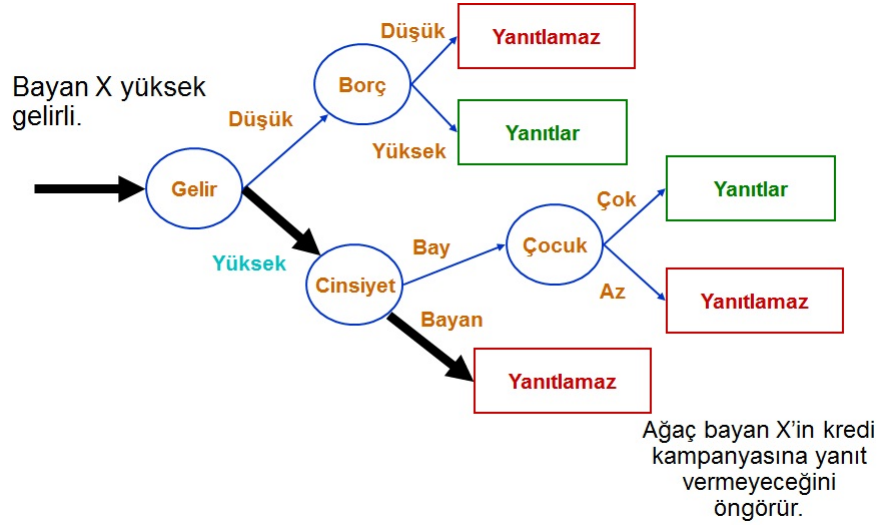 Bayan X yüksek
gelirli.
Düşük
Yanıtlamaz
Borç
Düşük
Yüksek
Yanıtlar
Gelir
Yüksek
Cinsiyet
Bay
Çocuk
Çok
Yanıtlar
Az
Yanıtlamaz
Bayan
Yanıtlamaz
Ağaç bayan X’in kredi
kampanyasına yanıt
vermeyeceğini
öngörür.